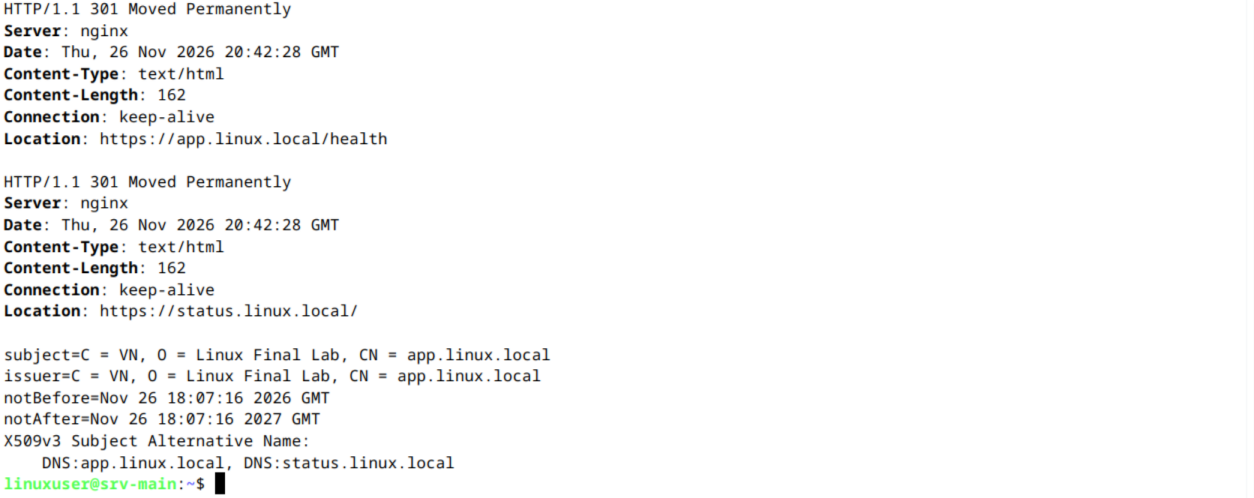 HTTP/1.1 301 Moved Permanently
Server: nginx
Date: Thu, 26 Nov 2026 20:42:28 GMT
Content-Type: text/html
Content-Length: 162
Connection: keep-alive
Location: https://app.linux.local/health

HTTP/1.1 301 Moved Permanently
Server: nginx
Date: Thu, 26 Nov 2026 20:42:28 GMT
Content-Type: text/html
Content-Length: 162
Connection: keep-alive
Location: https://status.linux.local/

subject=C = VN, O = Linux Final Lab, CN = app.linux.local
issuer=C = VN, O = Linux Final Lab, CN = app.linux.local
notBefore=Nov 26 18:07:16 2026 GMT
notAfter=Nov 26 18:07:16 2027 GMT
X509v3 Subject Alternative Name:
    DNS:app.linux.local, DNS:status.linux.local
linuxuser@srv-main:~$